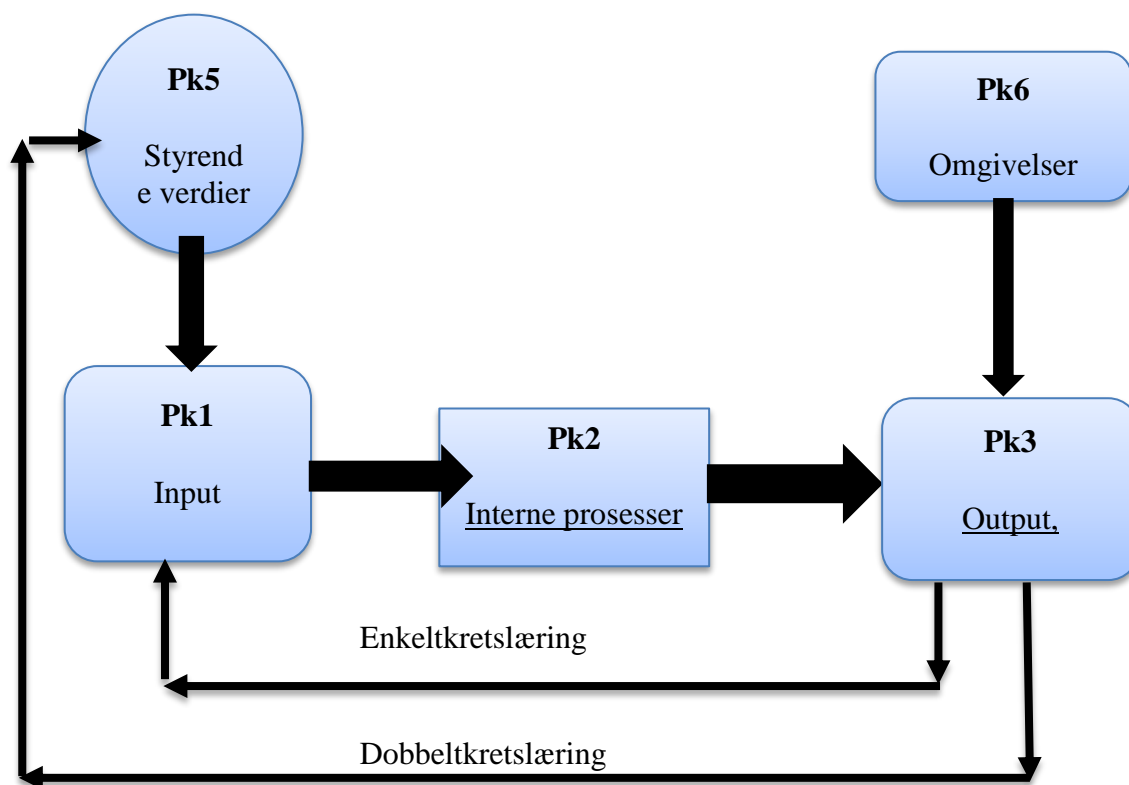 Pk5
Styrend
e verdier
Pk6
Omgivelser
Pk1
Input
Pk2
Interne prosesser
Pk3
Output,
Enkeltkretslæring
Dobbeltkretslæring